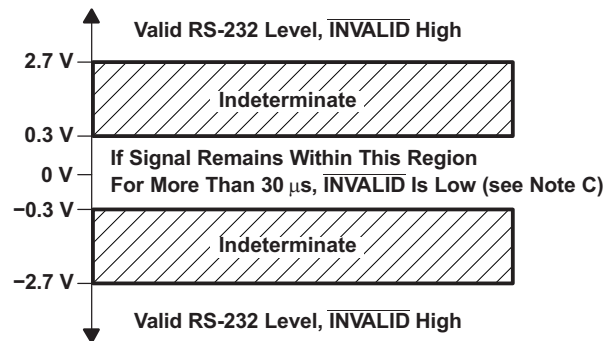 Valid RS-232 Level, INVALID High
2.7 V
Indeterminate
0.3 V
If Signal Remains Within This Region
0 V
For More Than 30 μs, INVALID Is Low (see Note C)
−0.3 V
Indeterminate
−2.7 V
Valid RS-232 Level, INVALID High